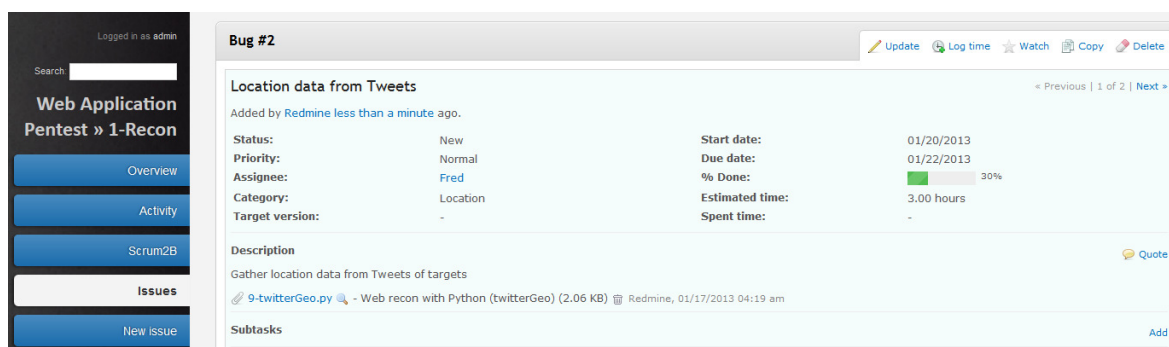 Logged in as admin
Search:
Web Application
Pentest » 1-Recon
Overview
Activity
Scrum2B
Issues
New issue
Bug #2
Update Log time Watch Copy Delete
Location data from Tweets
« Previous | 1 of 2 | Next »
Added by Redmine less than a minute ago.
Status: New Start date: 01/20/2013
Priority: Normal Due date: 01/22/2013
Assignee: Fred % Done: 30%
Category: Location Estimated time: 3.00 hours
Target version: - Spent time: -
Description
Quote
Gather location data from Tweets of targets
9-twitterGeo.py - Web recon with Python (twitterGeo) (2.06 KB) Redmine, 01/17/2013 04:19 am
Subtasks
Add